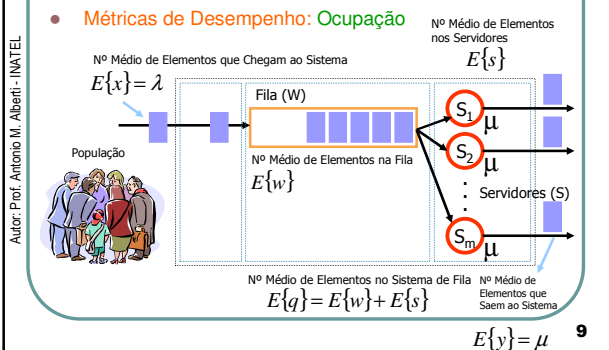 Métricas de Desempenho: Ocupação
Nº Médio de Elementos
nos Servidores
E{s}
Nº Médio de Elementos que Chegam ao Sistema
E{x} = λ
Fila (W)
S1
μ
S2
μ
População
Nº Médio de Elementos na Fila
E{w}
Servidores (S)
Sm
μ
Nº Médio de Elementos no Sistema de Fila
E{q} = E{w} + E{s}
Nº Médio de
Elementos que
Saem ao Sistema
E{y} = μ
9
Autor: Prof. Antonio M. Alberti - INATEL